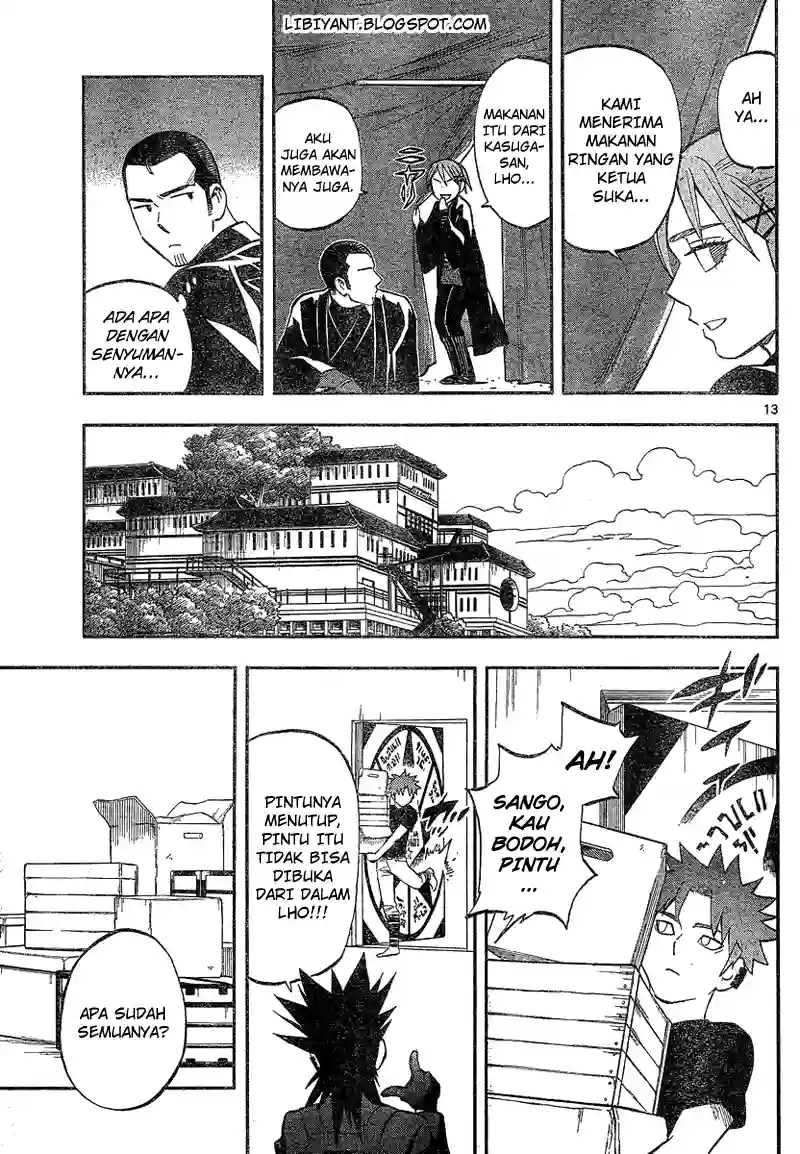 LIBIYANT.BLOGSPOT.COM
AH
YA...
KAMI
MENERIMA
MAKANAN
RINGAN YANG
KETUA
SUKA...
MAKANAN
ITU DARI
KASUGA-
SAN,
LHO...
AKU
JUGA AKAN
MEMBAWA-
NYA JUGA.
ADA APA
DENGAN
SENYUMAN-
NYA...
13
AH!
SANGO,
KAU
BODOH,
PINTU
...
PINTUNYA
MENUTUP,
PINTU ITU
TIDAK BISA
DIBUKA
DARI DALAM
LHO!!!
APA SUDAH
SEMUANYA?